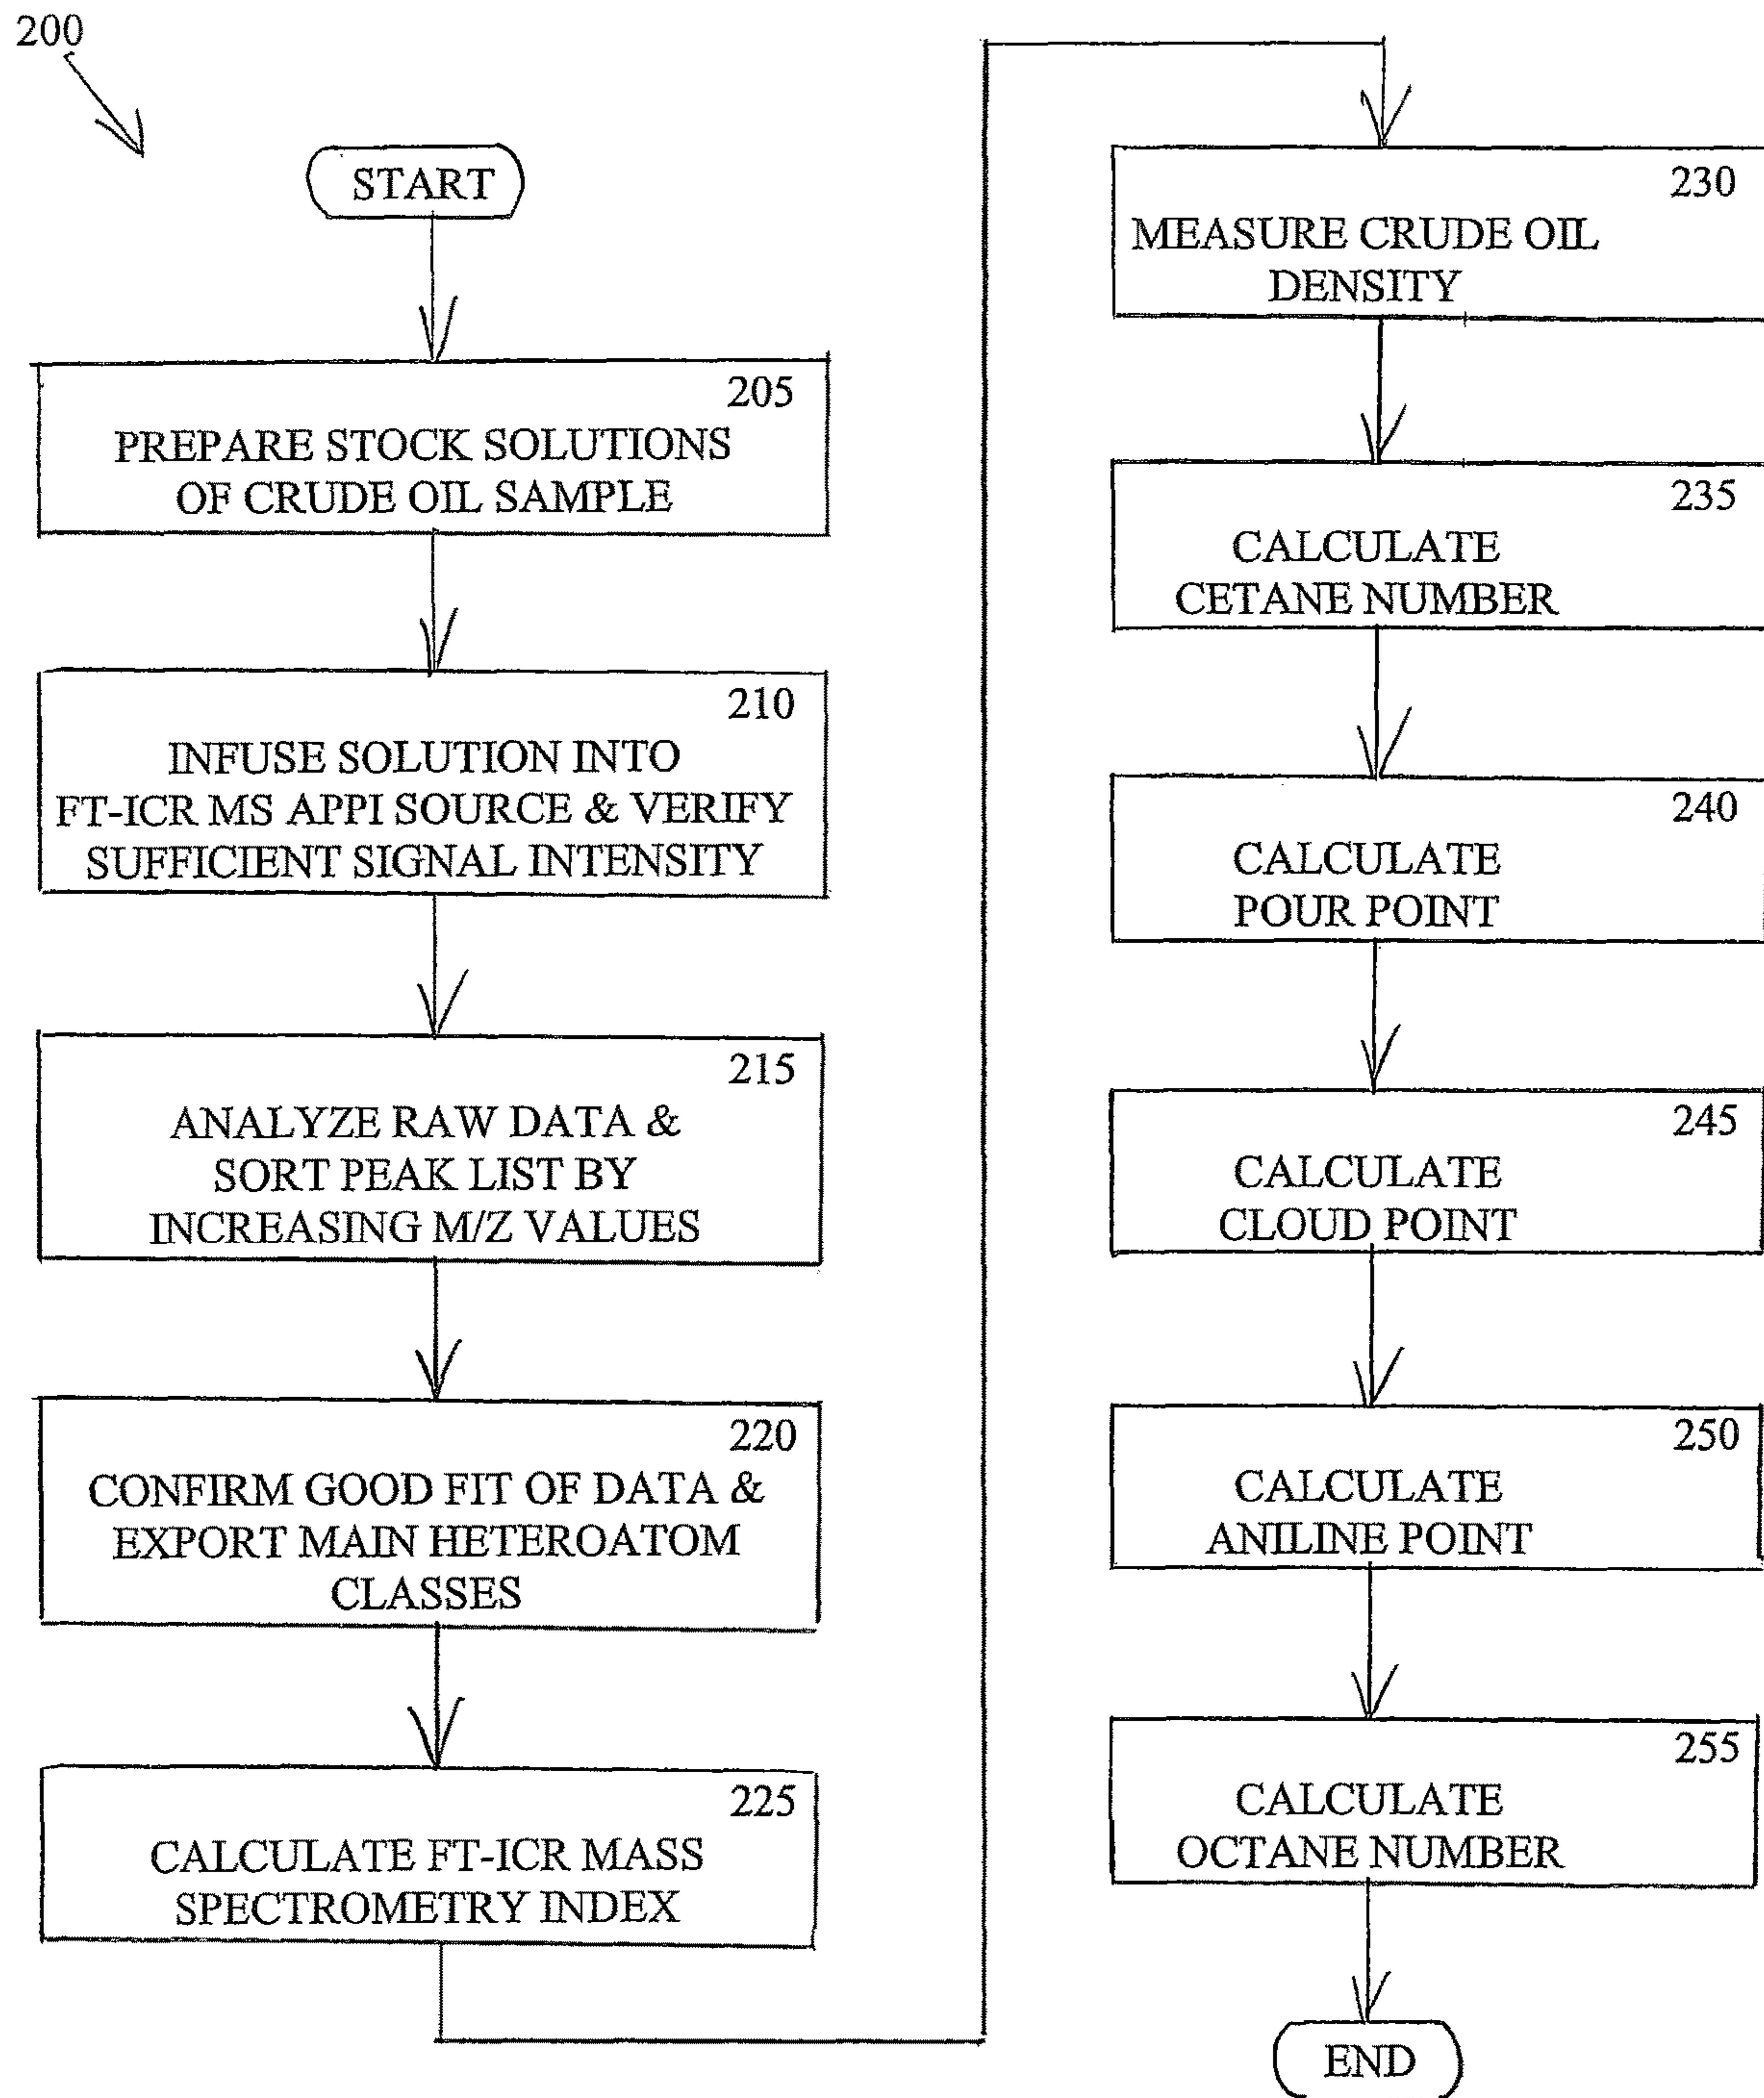 200
START
205
PREPARE STOCK SOLUTIONS
OF CRUDE OIL SAMPLE
210
INFUSE SOLUTION INTO
FT-ICR MS APPI SOURCE & VERIFY
SUFFICIENT SIGNAL INTENSITY
215
ANALYZE RAW DATA &
SORT PEAK LIST BY
INCREASING M/Z VALUES
220
CONFIRM GOOD FIT OF DATA &
EXPORT MAIN HETEROATOM
CLASSES
225
CALCULATE FT-ICR MASS
SPECTROMETRY INDEX
230
MEASURE CRUDE OIL
DENSITY
235
CALCULATE
CETANE NUMBER
240
CALCULATE
POUR POINT
245
CALCULATE
CLOUD POINT
250
CALCULATE
ANILINE POINT
255
CALCULATE
OCTANE NUMBER
END